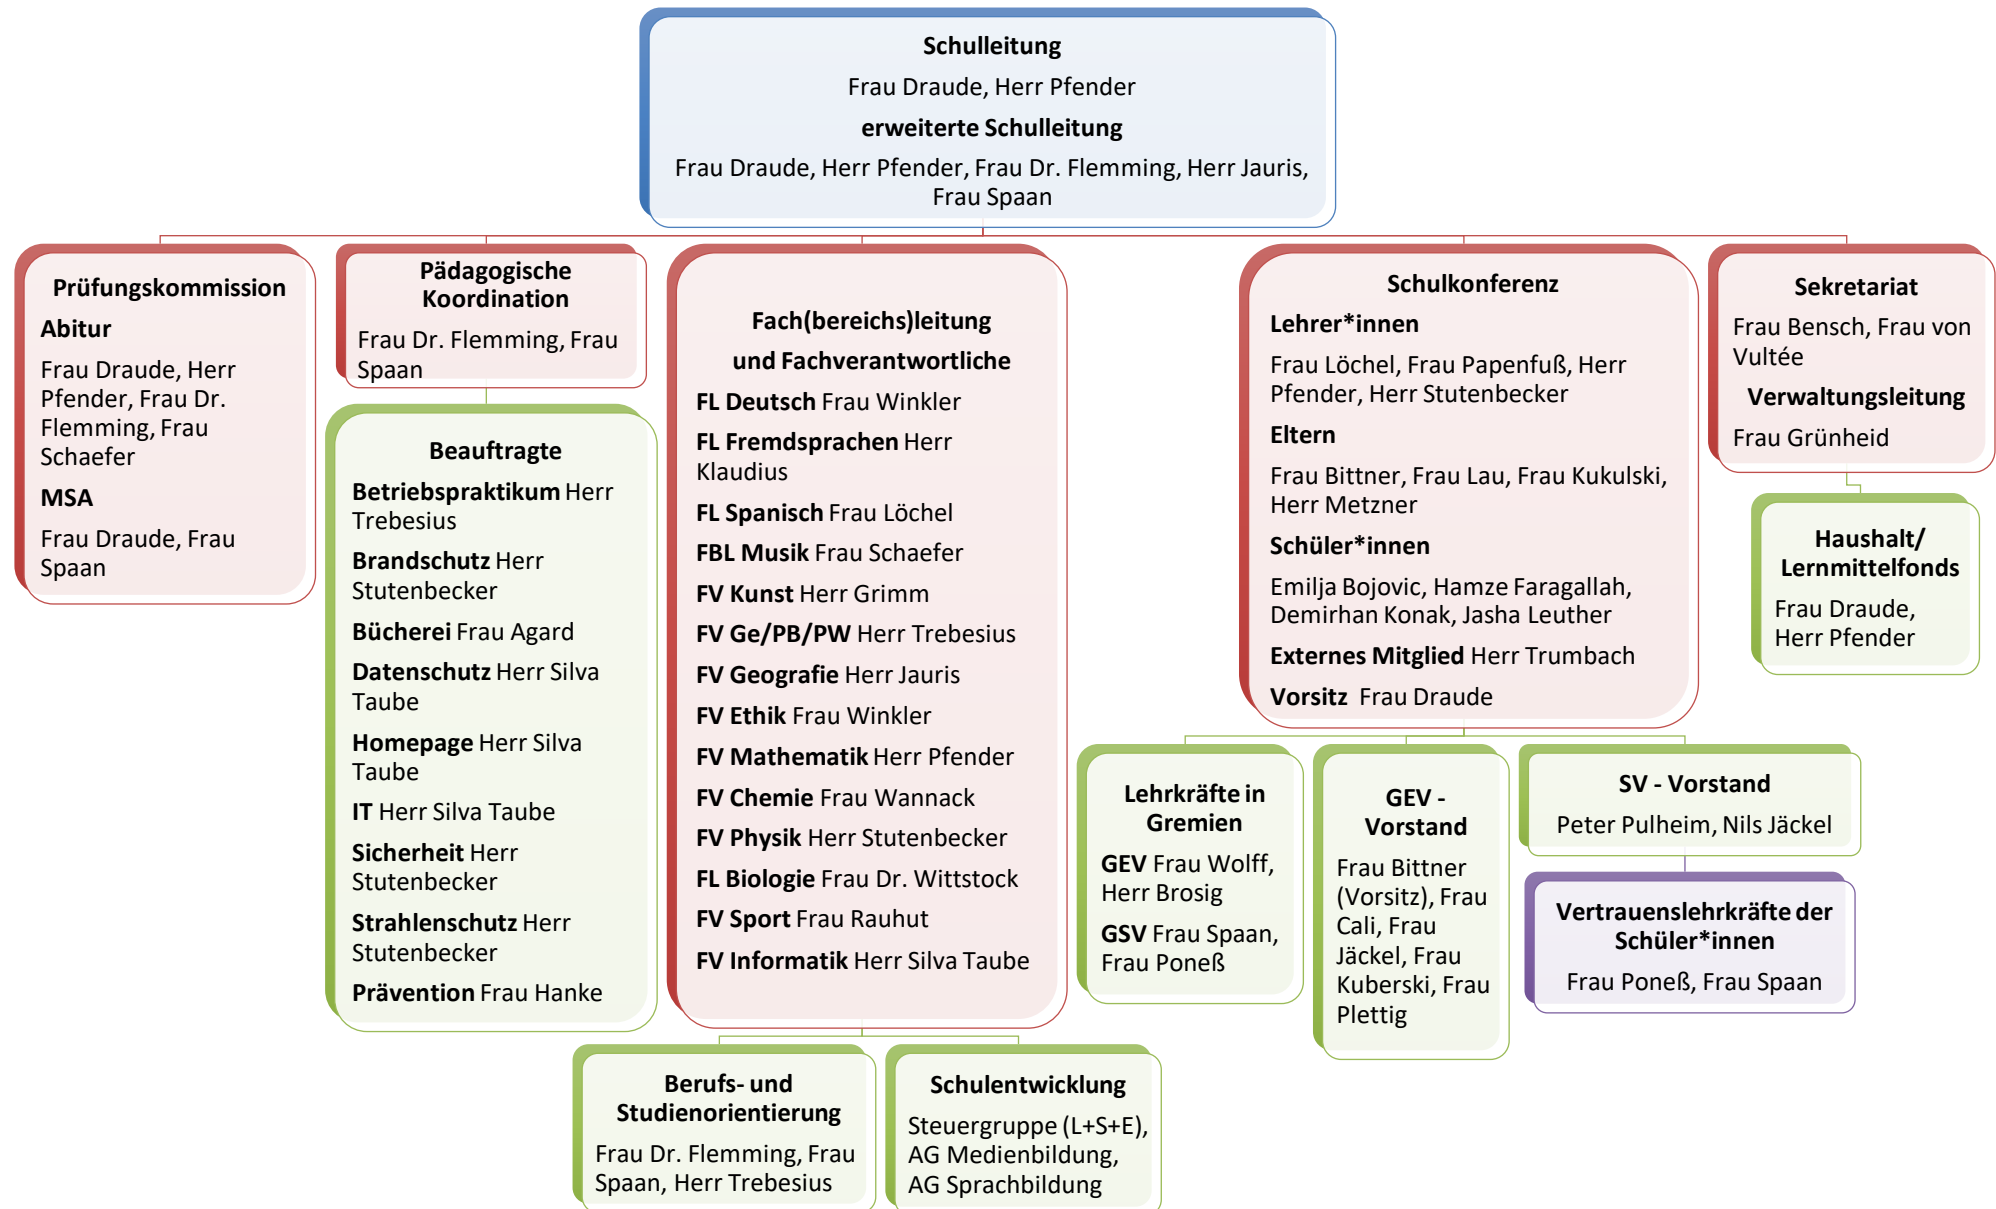 Schulleitung
Frau Draude, Herr Pfender
erweiterte Schulleitung
Frau Draude, Herr Pfender, Frau Dr. Flemming, Herr Jauris,
Frau Spaan
Prüfungskommission
Abitur
Frau Draude, Herr
Pfender, Frau Dr.
Flemming, Frau
Schaefer
MSA
Frau Draude, Frau
Spaan
Pädagogische
Koordination
Frau Dr. Flemming, Frau
Spaan
Beauftragte
Betriebspraktikum Herr
Trebesius
Brandschutz Herr
Stutenbecker
Bücherei Frau Agard
Datenschutz Herr Silva
Taube
Homepage Herr Silva
Taube
IT Herr Silva Taube
Sicherheit Herr
Stutenbecker
Strahlenschutz Herr
Stutenbecker
Prävention Frau Hanke
Fach(bereichs)leitung
und Fachverantwortliche
FL Deutsch Frau Winkler
FL Fremdsprachen Herr
Klaudius
FL Spanisch Frau Löchel
FBL Musik Frau Schaefer
FV Kunst Herr Grimm
FV Ge/PB/PW Herr Trebesius
FV Geografie Herr Jauris
FV Ethik Frau Winkler
FV Mathematik Herr Pfender
FV Chemie Frau Wannack
FV Physik Herr Stutenbecker
FL Biologie Frau Dr. Wittstock
FV Sport Frau Rauhut
FV Informatik Herr Silva Taube
Berufs- und
Studienorientierung
Frau Dr. Flemming, Frau
Spaan, Herr Trebesius
Schulentwicklung
Steuergruppe (L+S+E),
AG Medienbildung,
AG Sprachbildung
Schulkonferenz
Lehrer*innen
Frau Löchel, Frau Papenfuß, Herr
Pfender, Herr Stutenbecker
Eltern
Frau Bittner, Frau Lau, Frau Kukulski,
Herr Metzner
Schüler*innen
Emilja Bojovic, Hamze Faragallah,
Demirhan Konak, Jasha Leuther
Externes Mitglied Herr Trumbach
Vorsitz Frau Draude
Lehrkräfte in
Gremien
GEV Frau Wolff,
Herr Brosig
GSV Frau Spaan,
Frau Poneß
GEV -
Vorstand
Frau Bittner
(Vorsitz), Frau
Cali, Frau
Jäckel, Frau
Kuberski, Frau
Plettig
SV - Vorstand
Peter Pulheim, Nils Jäckel
Vertrauenslehrkräfte der
Schüler*innen
Frau Poneß, Frau Spaan
Sekretariat
Frau Bensch, Frau von
Vultée
Verwaltungsleitung
Frau Grünheid
Haushalt/
Lernmittelfonds
Frau Draude,
Herr Pfender